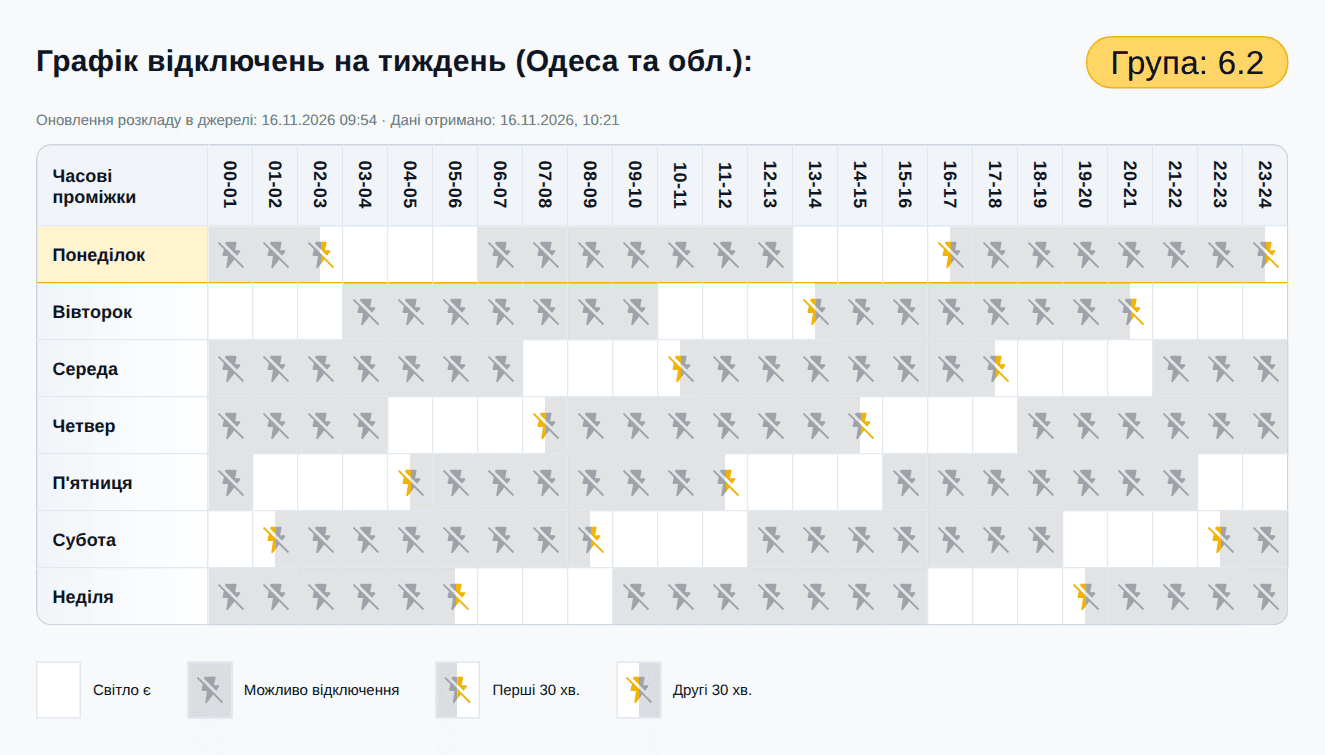 Графік відключень на тиждень (Одеса та обл.):
Група: 6.2
Оновлення розкладу в джерелі: 16.11.2026 09:54 · Дані отримано: 16.11.2026, 10:21
Часові
проміжки
00-01
01-02
02-03
03-04
04-05
05-06
06-07
07-08
08-09
09-10
10-11
11-12
12-13
13-14
14-15
15-16
16-17
17-18
18-19
19-20
20-21
21-22
22-23
23-24
Понеділок
Вівторок
Середа
Четвер
П'ятниця
Субота
Неділя
Світло є
Можливо відключення
Перші 30 хв.
Другі 30 хв.